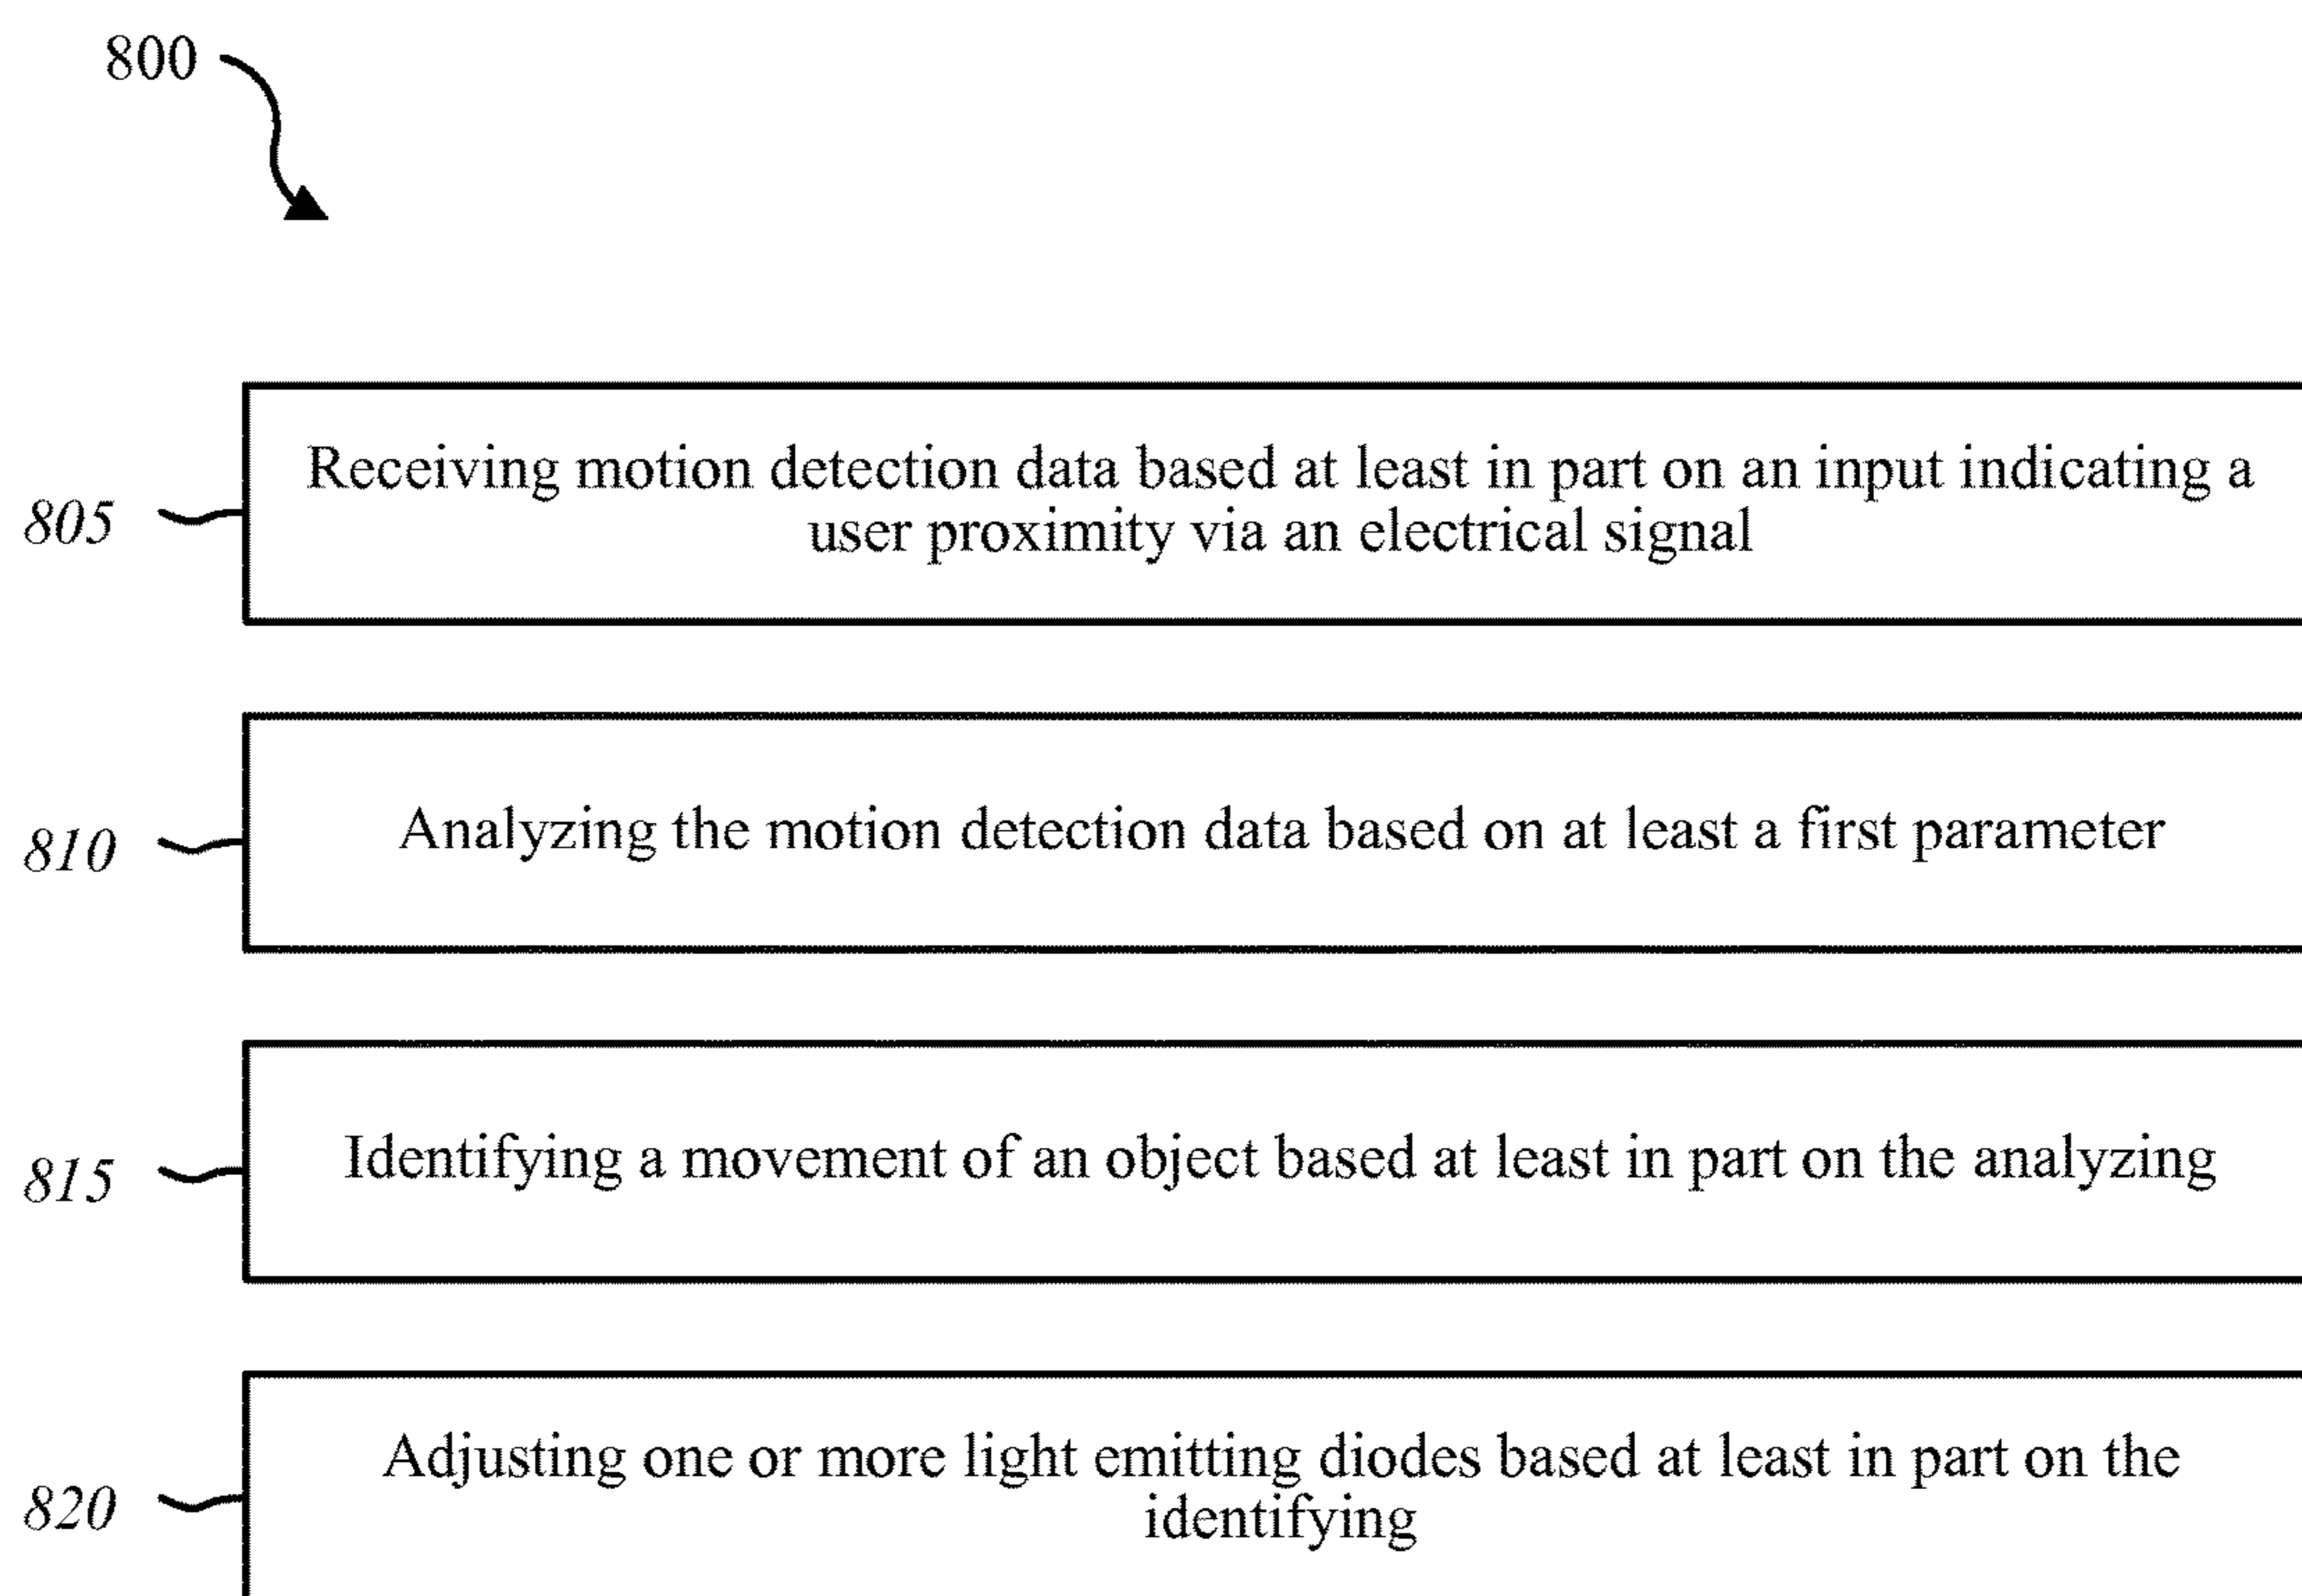 800
Receiving motion detection data based at least in part on an input indicating a
user proximity via an electrical signal
805
Analyzing the motion detection data based on at least a first parameter
810
Identifying a movement of an object based at least in part on the analyzing
815
Adjusting one or more light emitting diodes based at least in part on the
identifying
820